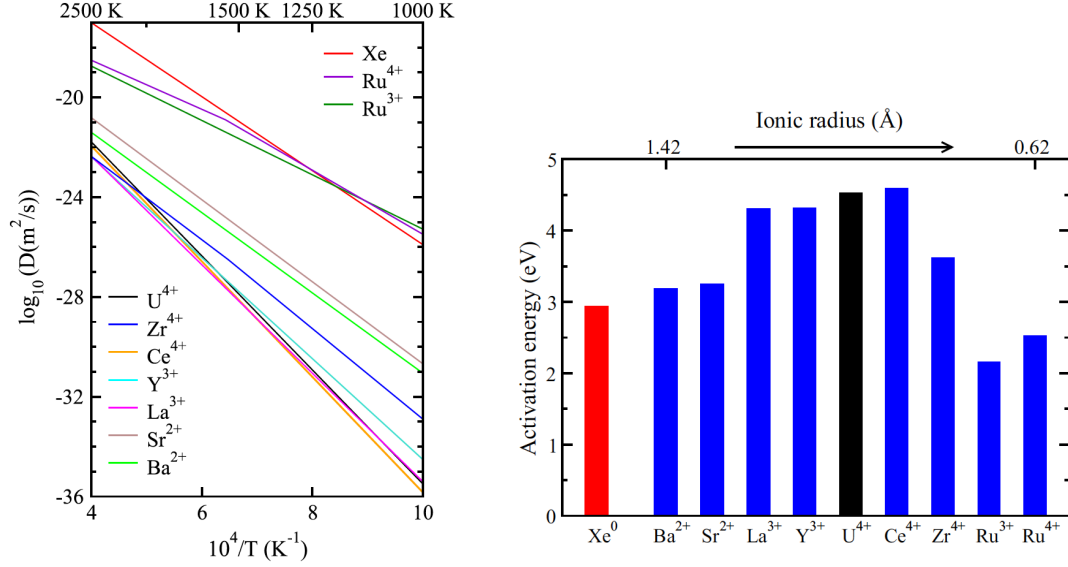 2500 K 1500 K 1250 K 1000 K
Xe
Ru⁴⁺
Ru³⁺
-20
-24
-28
-32
-36
log₁₀(D(m²/s))
U⁴⁺
Zr⁴⁺
Ce⁴⁺
Y³⁺
La³⁺
Sr²⁺
Ba²⁺
4 6 8 10
10⁴/T (K⁻¹)
Ionic radius (Å)
1.42 0.62
5
4
3
2
1
0
Activation energy (eV)
Xe⁰ Ba²⁺ Sr²⁺ La³⁺ Y³⁺ U⁴⁺ Ce⁴⁺ Zr⁴⁺ Ru³⁺ Ru⁴⁺